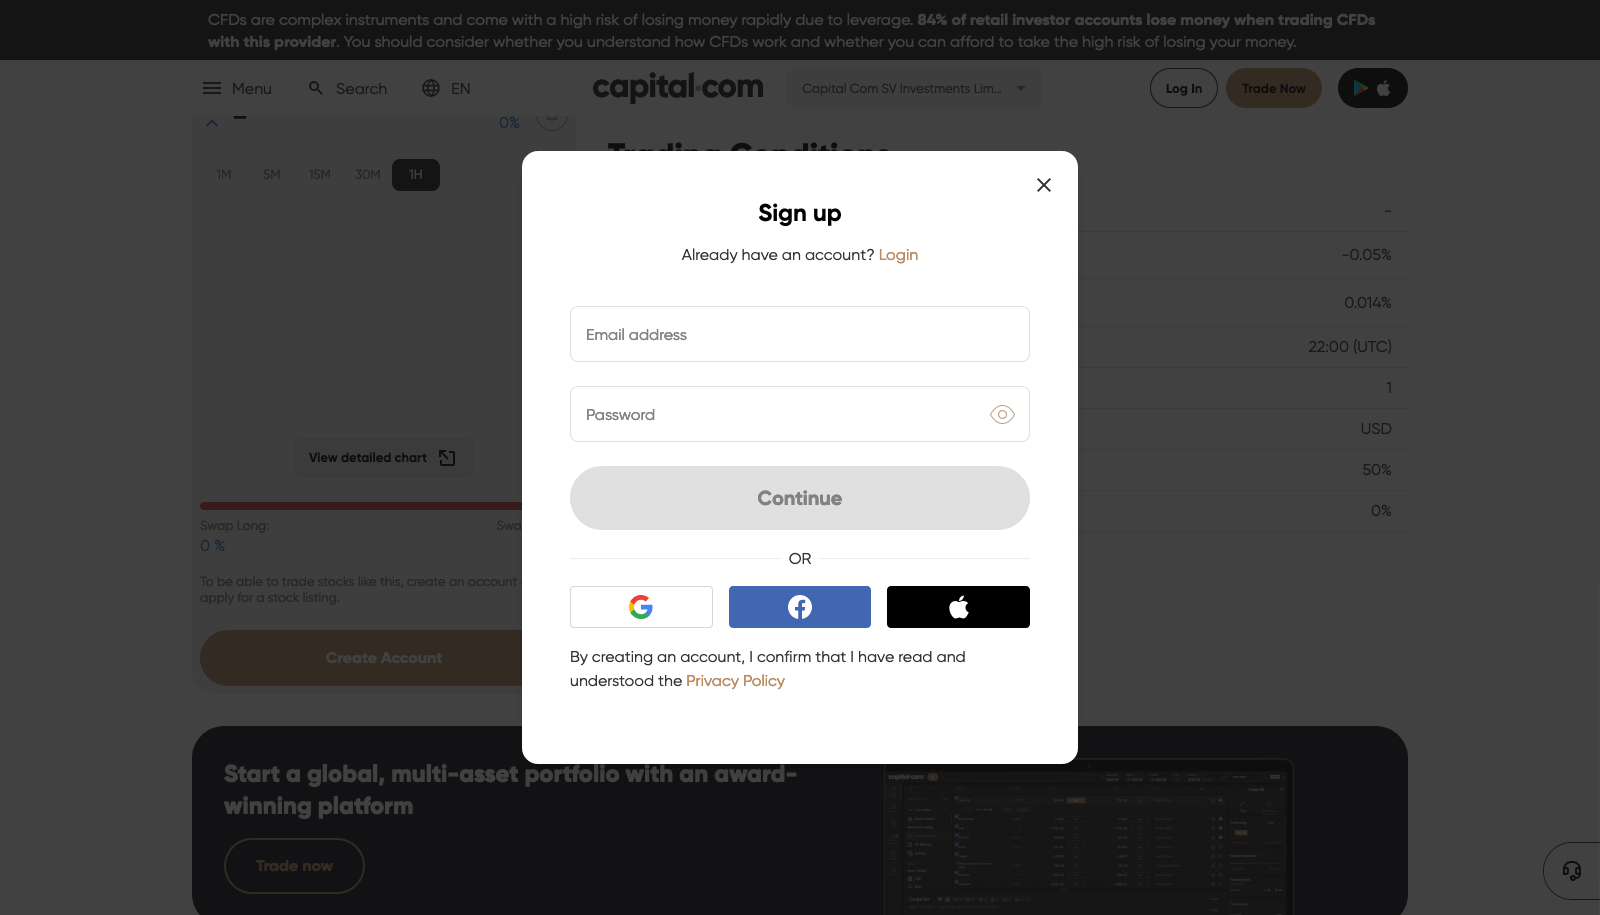 CFDs are complex instruments and come with a high risk of losing money rapidly due to leverage. 84% of retail investor accounts lose money when trading CFDs
with this provider. You should consider whether you understand how CFDs work and whether you can afford to take the high risk of losing your money.
Menu
Search
EN
capital.com
Capital Com SV Investments Lim...
Log In
Trade Now
0%
Trading Conditions
1M 5M 15M 30M 1H
Sign up
Already have an account? Login
Email address
Password
Continue
OR
By creating an account, I confirm that I have read and
understood the Privacy Policy
-
-0.05%
0.014%
22:00 (UTC)
1
USD
50%
0%
View detailed chart
Swap Long:
0 %
To be able to trade stocks like this, create an account
apply for a stock listing.
Create Account
Start a global, multi-asset portfolio with an award-
winning platform
Trade now
capital.com